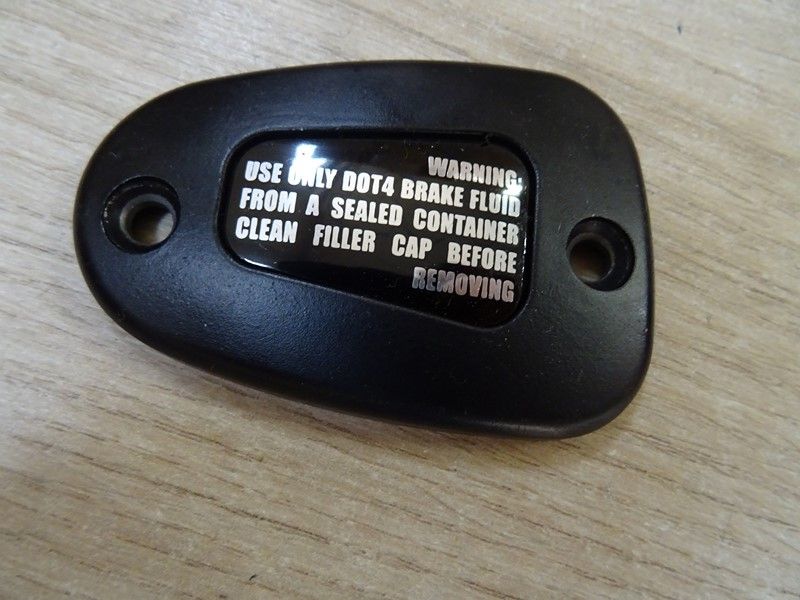 WARNING:
USE ONLY DOT4 BRAKE FLUID
FROM A SEALED CONTAINER
CLEAN FILLER CAP BEFORE
REMOVING